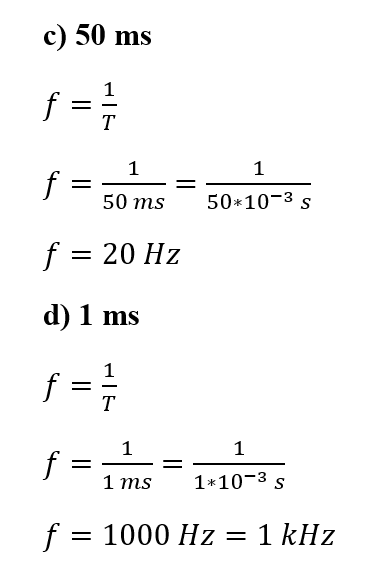 c) 50 ms
f = 1/T
f = 1/(50 ms) = 1/(50*10⁻³ s)
f = 20 Hz
d) 1 ms
f = 1/T
f = 1/(1 ms) = 1/(1*10⁻³ s)
f = 1000 Hz = 1 kHz